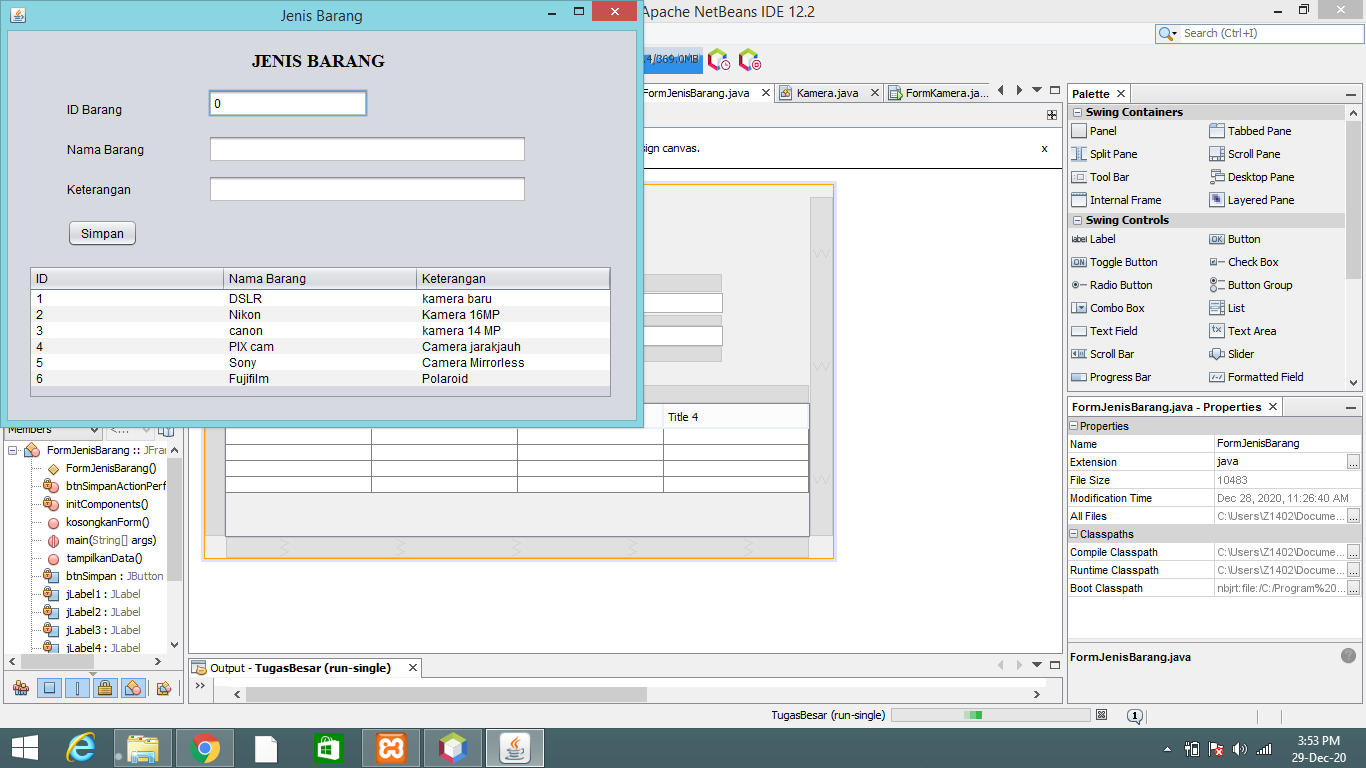 Jenis Barang
Apache NetBeans IDE 12.2
Search (Ctrl+I)
JENIS BARANG
ID Barang
0
Nama Barang
Keterangan
Simpan
ID Nama Barang Keterangan
1 DSLR kamera baru
2 Nikon Kamera 16MP
3 canon kamera 14 MP
4 PIX cam Camera jarakjauh
5 Sony Camera Mirrorless
6 Fujifilm Polaroid
FormJenisBarang.java
Kamera.java
FormKamera.ja...
sign canvas.
x
Title 4
Palette
Swing Containers
Panel Tabbed Pane
Split Pane Scroll Pane
Tool Bar Desktop Pane
Internal Frame Layered Pane
Swing Controls
Label Button
Toggle Button Check Box
Radio Button Button Group
Combo Box List
Text Field Text Area
Scroll Bar Slider
Progress Bar Formatted Field
FormJenisBarang.java - Properties
Properties
Name FormJenisBarang
Extension java
File Size 10483
Modification Time Dec 28, 2020, 11:26:40 AM
All Files C:\Users\Z1402\Docume...
Classpaths
Compile Classpath C:\Users\Z1402\Docume...
Runtime Classpath C:\Users\Z1402\Docume...
Boot Classpath nbjrt:file:/C:/Program%20...
FormJenisBarang.java
Members
<...
FormJenisBarang :: JFran
FormJenisBarang()
btnSimpanActionPerf
initComponents()
kosongkanForm()
main(String[] args)
tampilkanData()
btnSimpan : JButton
jLabel1 : JLabel
jLabel2 : JLabel
jLabel3 : JLabel
jLabel4 : JLabel
Output - TugasBesar (run-single)
TugasBesar (run-single)
1
3:53 PM
29-Dec-20